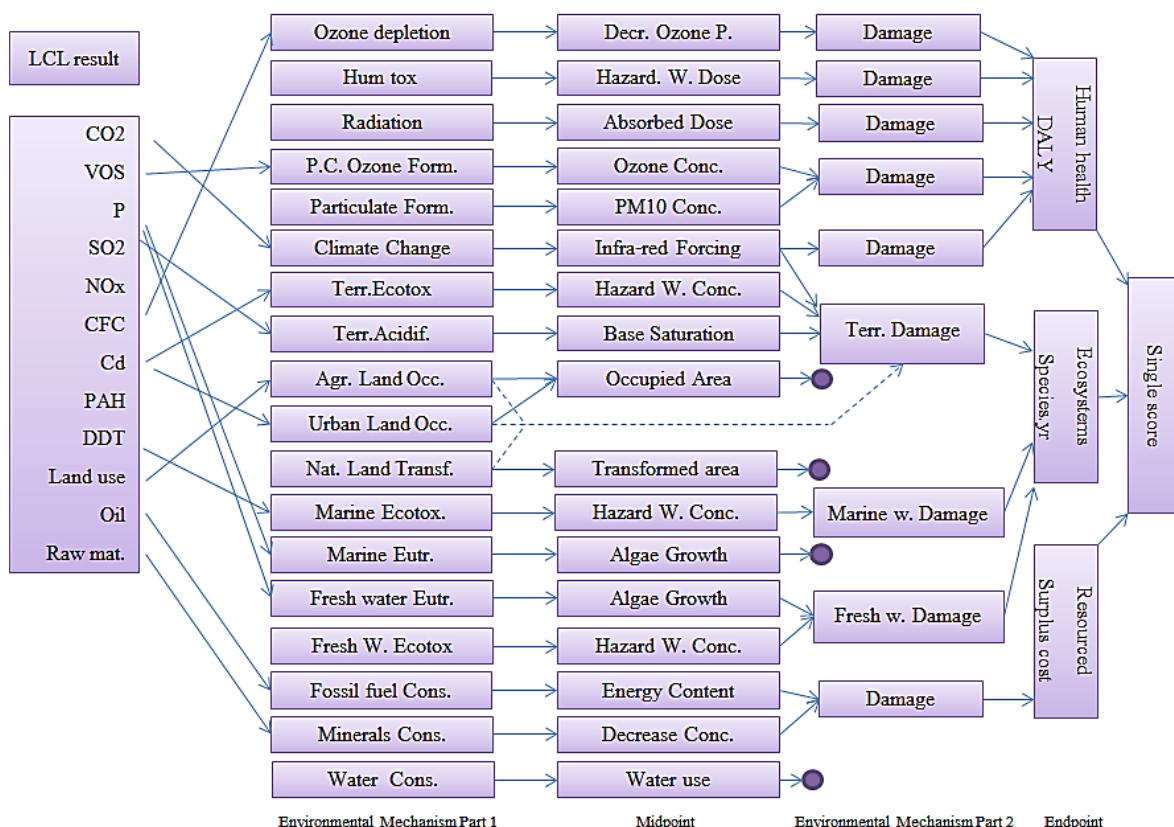 LCL result
CO2
VOS
P
SO2
NOx
CFC
Cd
PAH
DDT
Land use
Oil
Raw mat.
Ozone depletion
Hum tox
Radiation
P.C. Ozone Form.
Particulate Form.
Climate Change
Terr.Ecotox
Terr.Acidif.
Agr. Land Occ.
Urban Land Occ.
Nat. Land Transf.
Marine Ecotox.
Marine Eutr.
Fresh water Eutr.
Fresh W. Ecotox
Fossil fuel Cons.
Minerals Cons.
Water Cons.
Environmental Mechanism Part 1
Decr. Ozone P.
Hazard. W. Dose
Absorbed Dose
Ozone Conc.
PM10 Conc.
Infra-red Forcing
Hazard W. Conc.
Base Saturation
Occupied Area
Transformed area
Hazard W. Conc.
Algae Growth
Algae Growth
Hazard W. Conc.
Energy Content
Decrease Conc.
Water use
Midpoint
Damage
Damage
Damage
Damage
Damage
Terr. Damage
Marine w. Damage
Fresh w. Damage
Damage
Environmental Mechanism Part 2
Human health
DALY
Ecosystems
Species.yr
Resourced
Surplus cost
Endpoint
Single score